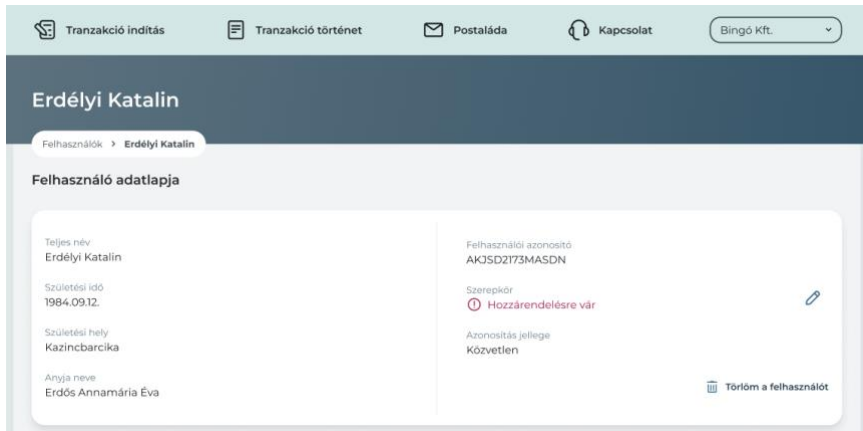 Tranzakció indítás
Tranzakció történet
Postaláda
Kapcsolat
Bingó Kft.
Erdélyi Katalin
Felhasználók > Erdélyi Katalin
Felhasználó adatlapja
Teljes név
Erdélyi Katalin
Születési idő
1984.09.12.
Születési hely
Kazincbarcika
Anyja neve
Erdős Annamária Éva
Felhasználói azonosító
AKJSD2173MASDN
Szerepkör
Hozzárendelésre vár
Azonosítás jellege
Közvetlen
Törlöm a felhasználót